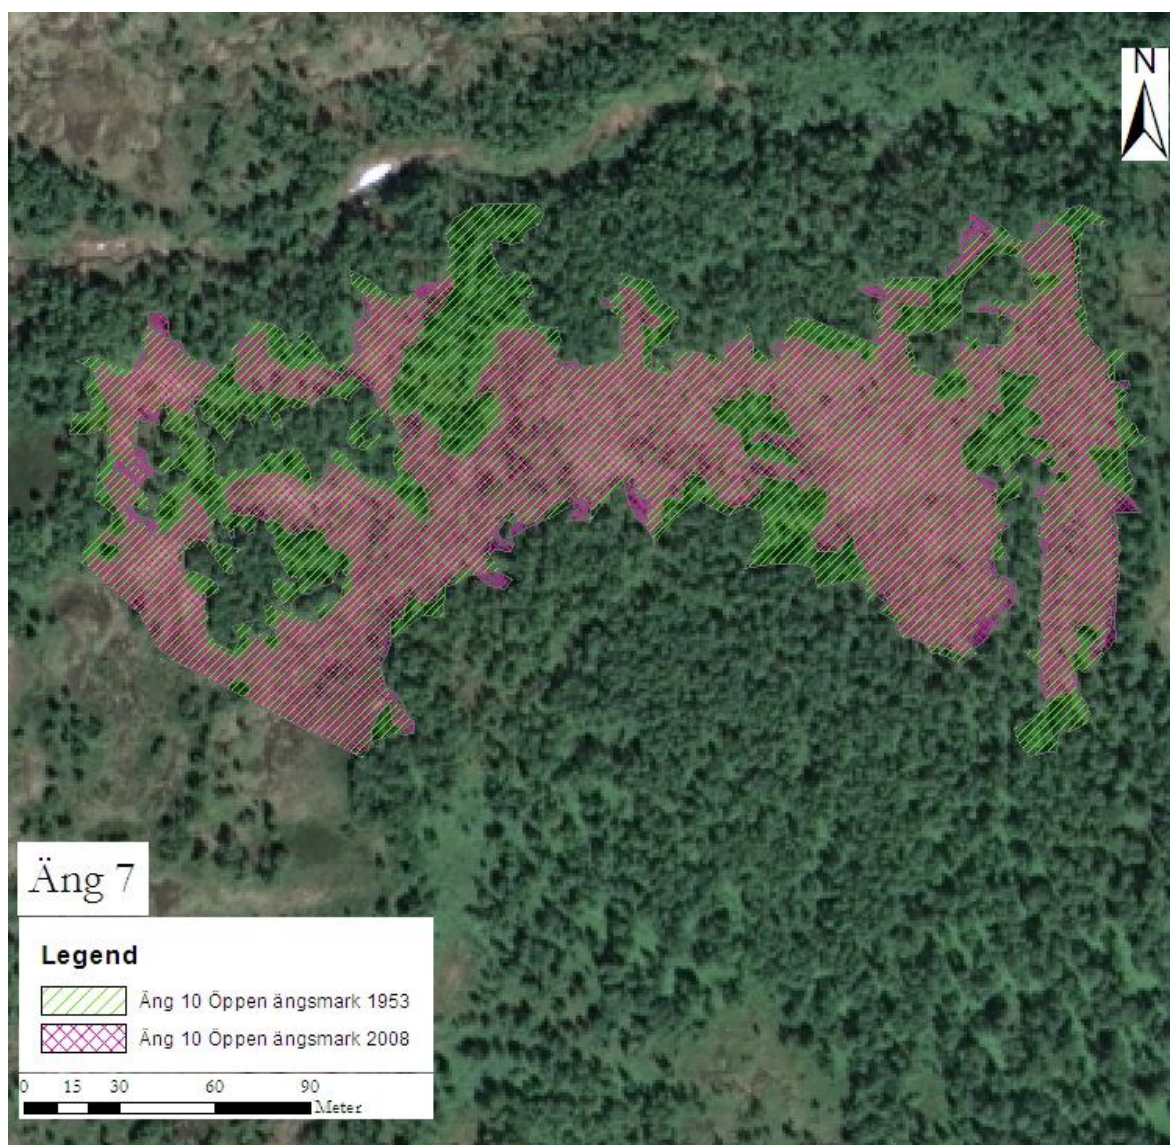 N
Äng 7
Legend
Äng 10 Öppen ängsmark 1953
Äng 10 Öppen ängsmark 2008
0 15 30 60 90
Meter